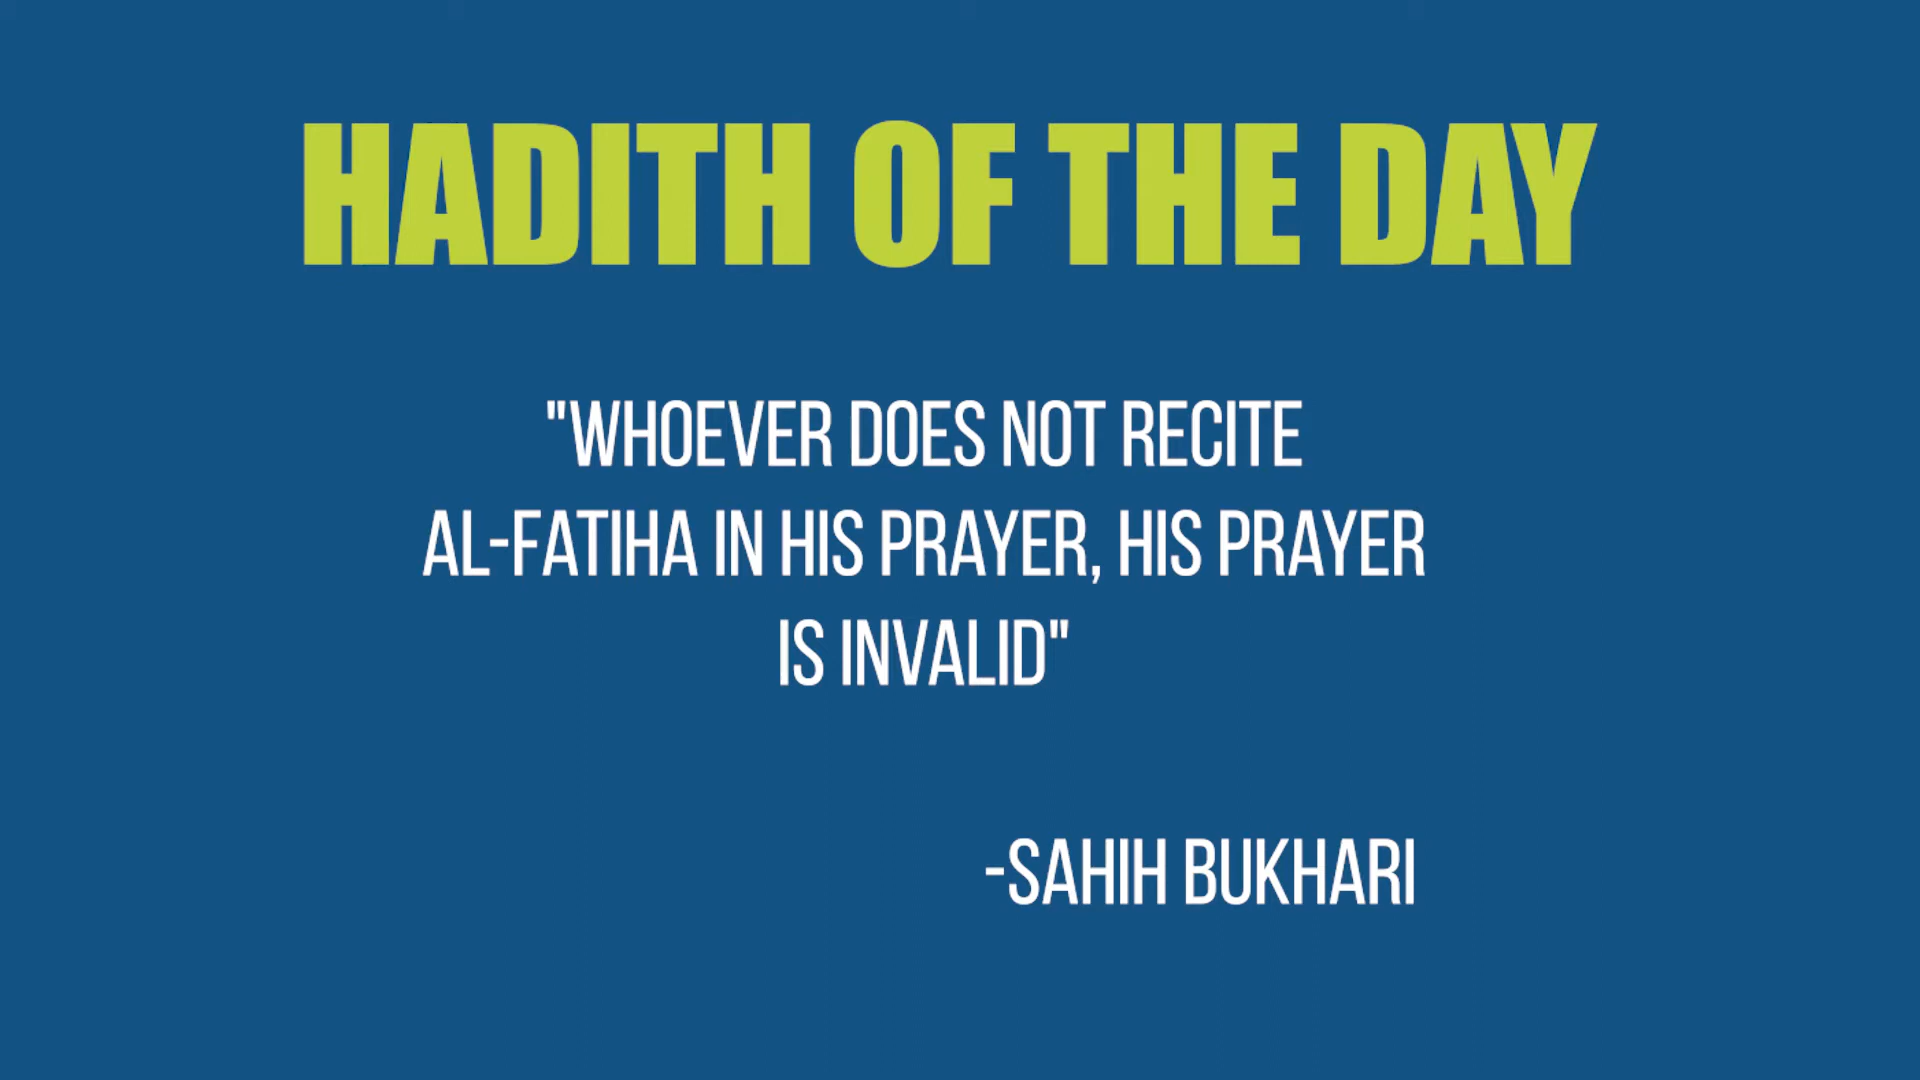 HADITH OF THE DAY
"WHOEVER DOES NOT RECITE
AL-FATIHA IN HIS PRAYER, HIS PRAYER
IS INVALID"
-SAHIH BUKHARI